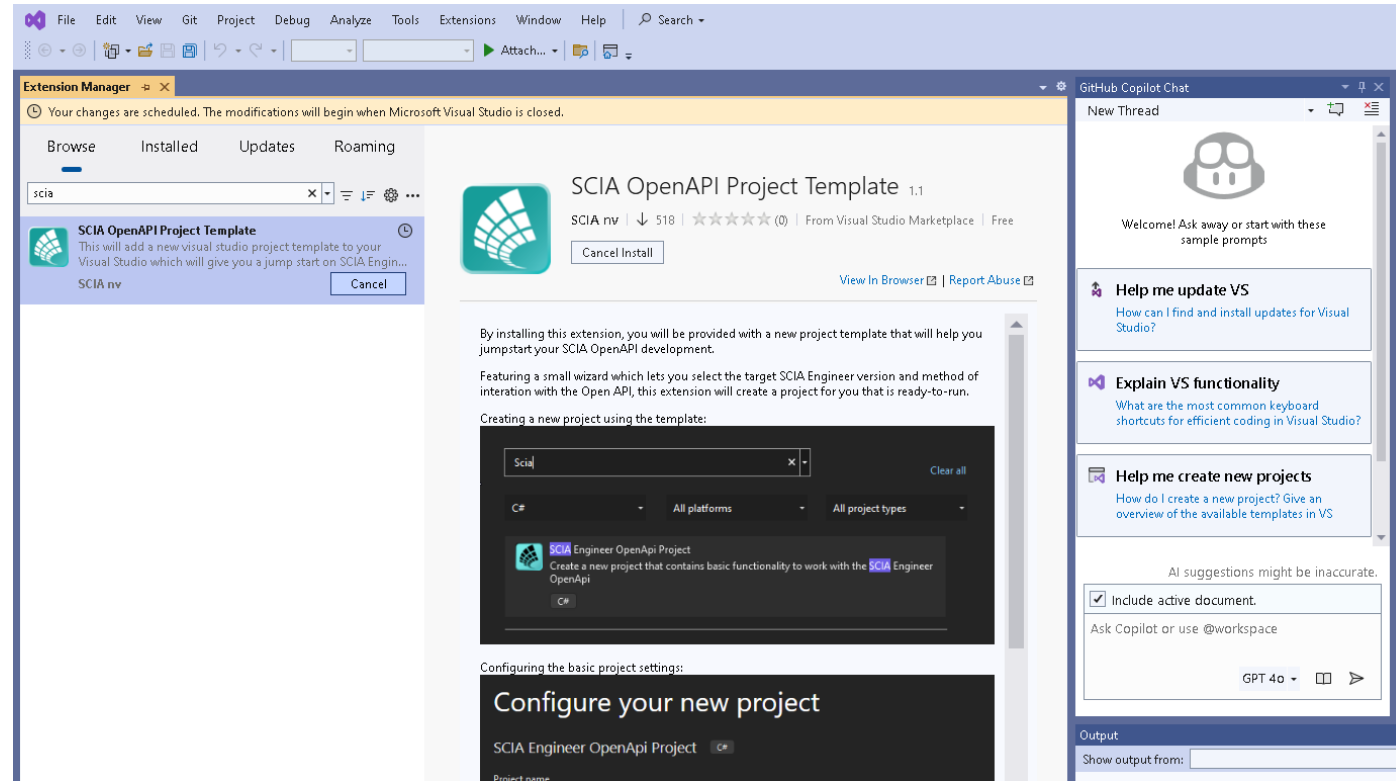 File Edit View Git Project Debug Analyze Tools Extensions Window Help Search
Attach...
Extension Manager
Your changes are scheduled. The modifications will begin when Microsoft Visual Studio is closed.
Browse Installed Updates Roaming
scia
SCIA OpenAPI Project Template
This will add a new visual studio project template to your
Visual Studio which will give you a jump start on SCIA Engin...
SCIA nv
Cancel
SCIA OpenAPI Project Template 1.1
SCIA nv 518 (0) From Visual Studio Marketplace Free
Cancel Install
View In Browser | Report Abuse
By installing this extension, you will be provided with a new project template that will help you
jumpstart your SCIA OpenAPI development.
Featuring a small wizard which lets you select the target SCIA Engineer version and method of
interation with the Open API, this extension will create a project for you that is ready-to-run.
Creating a new project using the template:
Scia
Clear all
C# All platforms All project types
SCIA Engineer OpenApi Project
Create a new project that contains basic functionality to work with the SCIA Engineer
OpenApi
C#
Configuring the basic project settings:
Configure your new project
SCIA Engineer OpenApi Project C#
Project name
GitHub Copilot Chat
New Thread
Welcome! Ask away or start with these
sample prompts
Help me update VS
How can I find and install updates for Visual
Studio?
Explain VS functionality
What are the most common keyboard
shortcuts for efficient coding in Visual Studio?
Help me create new projects
How do I create a new project? Give an
overview of the available templates in VS
AI suggestions might be inaccurate.
Include active document.
Ask Copilot or use @workspace
GPT 4o
Output
Show output from: